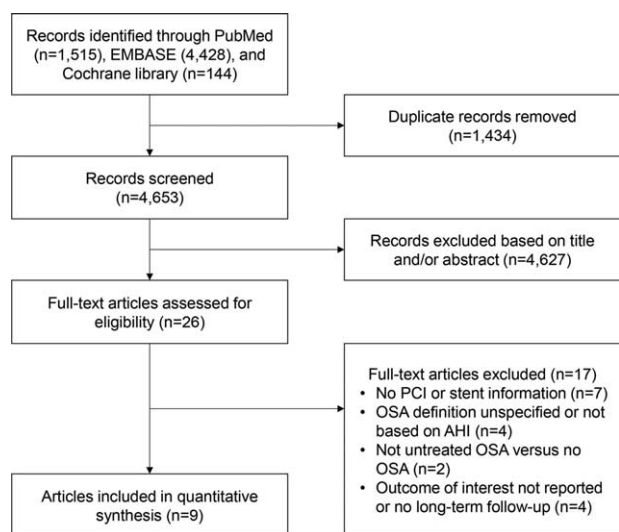 Records identified through PubMed
(n=1,515), EMBASE (4,428), and
Cochrane library (n=144)
Duplicate records removed
(n=1,434)
Records screened
(n=4,653)
Records excluded based on title
and/or abstract (n=4,627)
Full-text articles assessed for
eligibility (n=26)
Full-text articles excluded (n=17)
• No PCI or stent information (n=7)
• OSA definition unspecified or not
based on AHI (n=4)
• Not untreated OSA versus no
OSA (n=2)
• Outcome of interest not reported
or no long-term follow-up (n=4)
Articles included in quantitative
synthesis (n=9)